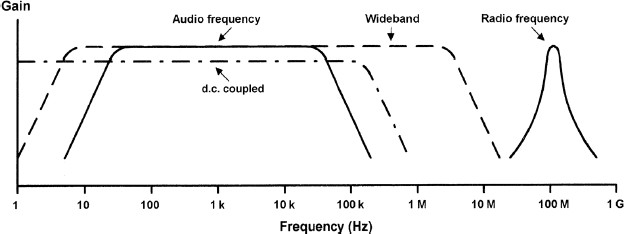 Gain
Audio frequency
Wideband
Radio frequency
d.c. coupled
1 10 100 1 k 10 k 100 k 1 M 10 M 100 M 1 G
Frequency (Hz)